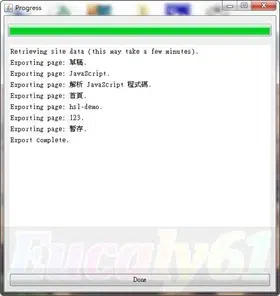 Progress
Retrieving site data (this may take a few minutes).
Exporting page: 草稿.
Exporting page: JavaScript.
Exporting page: 解析 JavaScript 程式碼.
Exporting page: 首頁.
Exporting page: hsl-demo.
Exporting page: 123.
Exporting page: 暫存.
Export Complete.
Eucaly61
Done